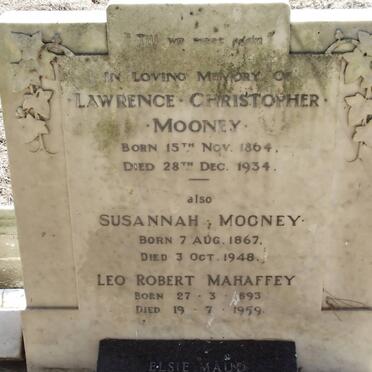 "Till we meet again"
IN LOVING MEMORY OF
LAWRENCE · CHRISTOPHER
· MOONEY ·
BORN 15TH NOV. 1864.
DIED 28TH DEC. 1934.
also
SUSANNAH · MOONEY ·
BORN 7 AUG. 1867.
DIED 3 OCT. 1948.
LEO ROBERT MAHAFFEY
BORN 27 · 3 · 1893
DIED 19 · 7 · 1959.
ELSIE MAUD